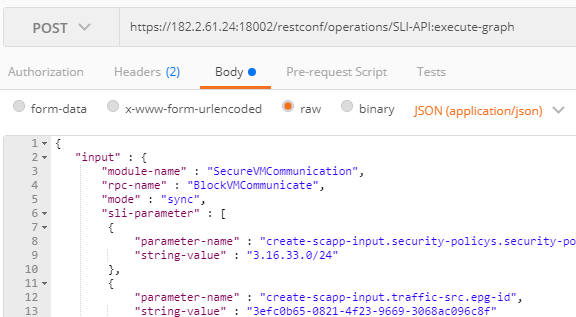 POST https://182.2.61.24:18002/restconf/operations/SLI-API:execute-graph
Authorization Headers (2) Body Pre-request Script Tests
form-data x-www-form-urlencoded raw binary JSON (application/json)
1 {
2 "input" : {
3 "module-name" : "SecureVMCommunication",
4 "rpc-name" : "BlockVMCommunicate",
5 "mode" : "sync",
6 "sli-parameter" : [
7 {
8 "parameter-name" : "create-scapp-input.security-policys.security-po
9 "string-value" : "3.16.33.0/24"
10 },
11 {
12 "parameter-name" : "create-scapp-input.traffic-src.epg-id",
13 "string-value" : "3efc0b65-0821-4f23-9669-3068ac096c8f"